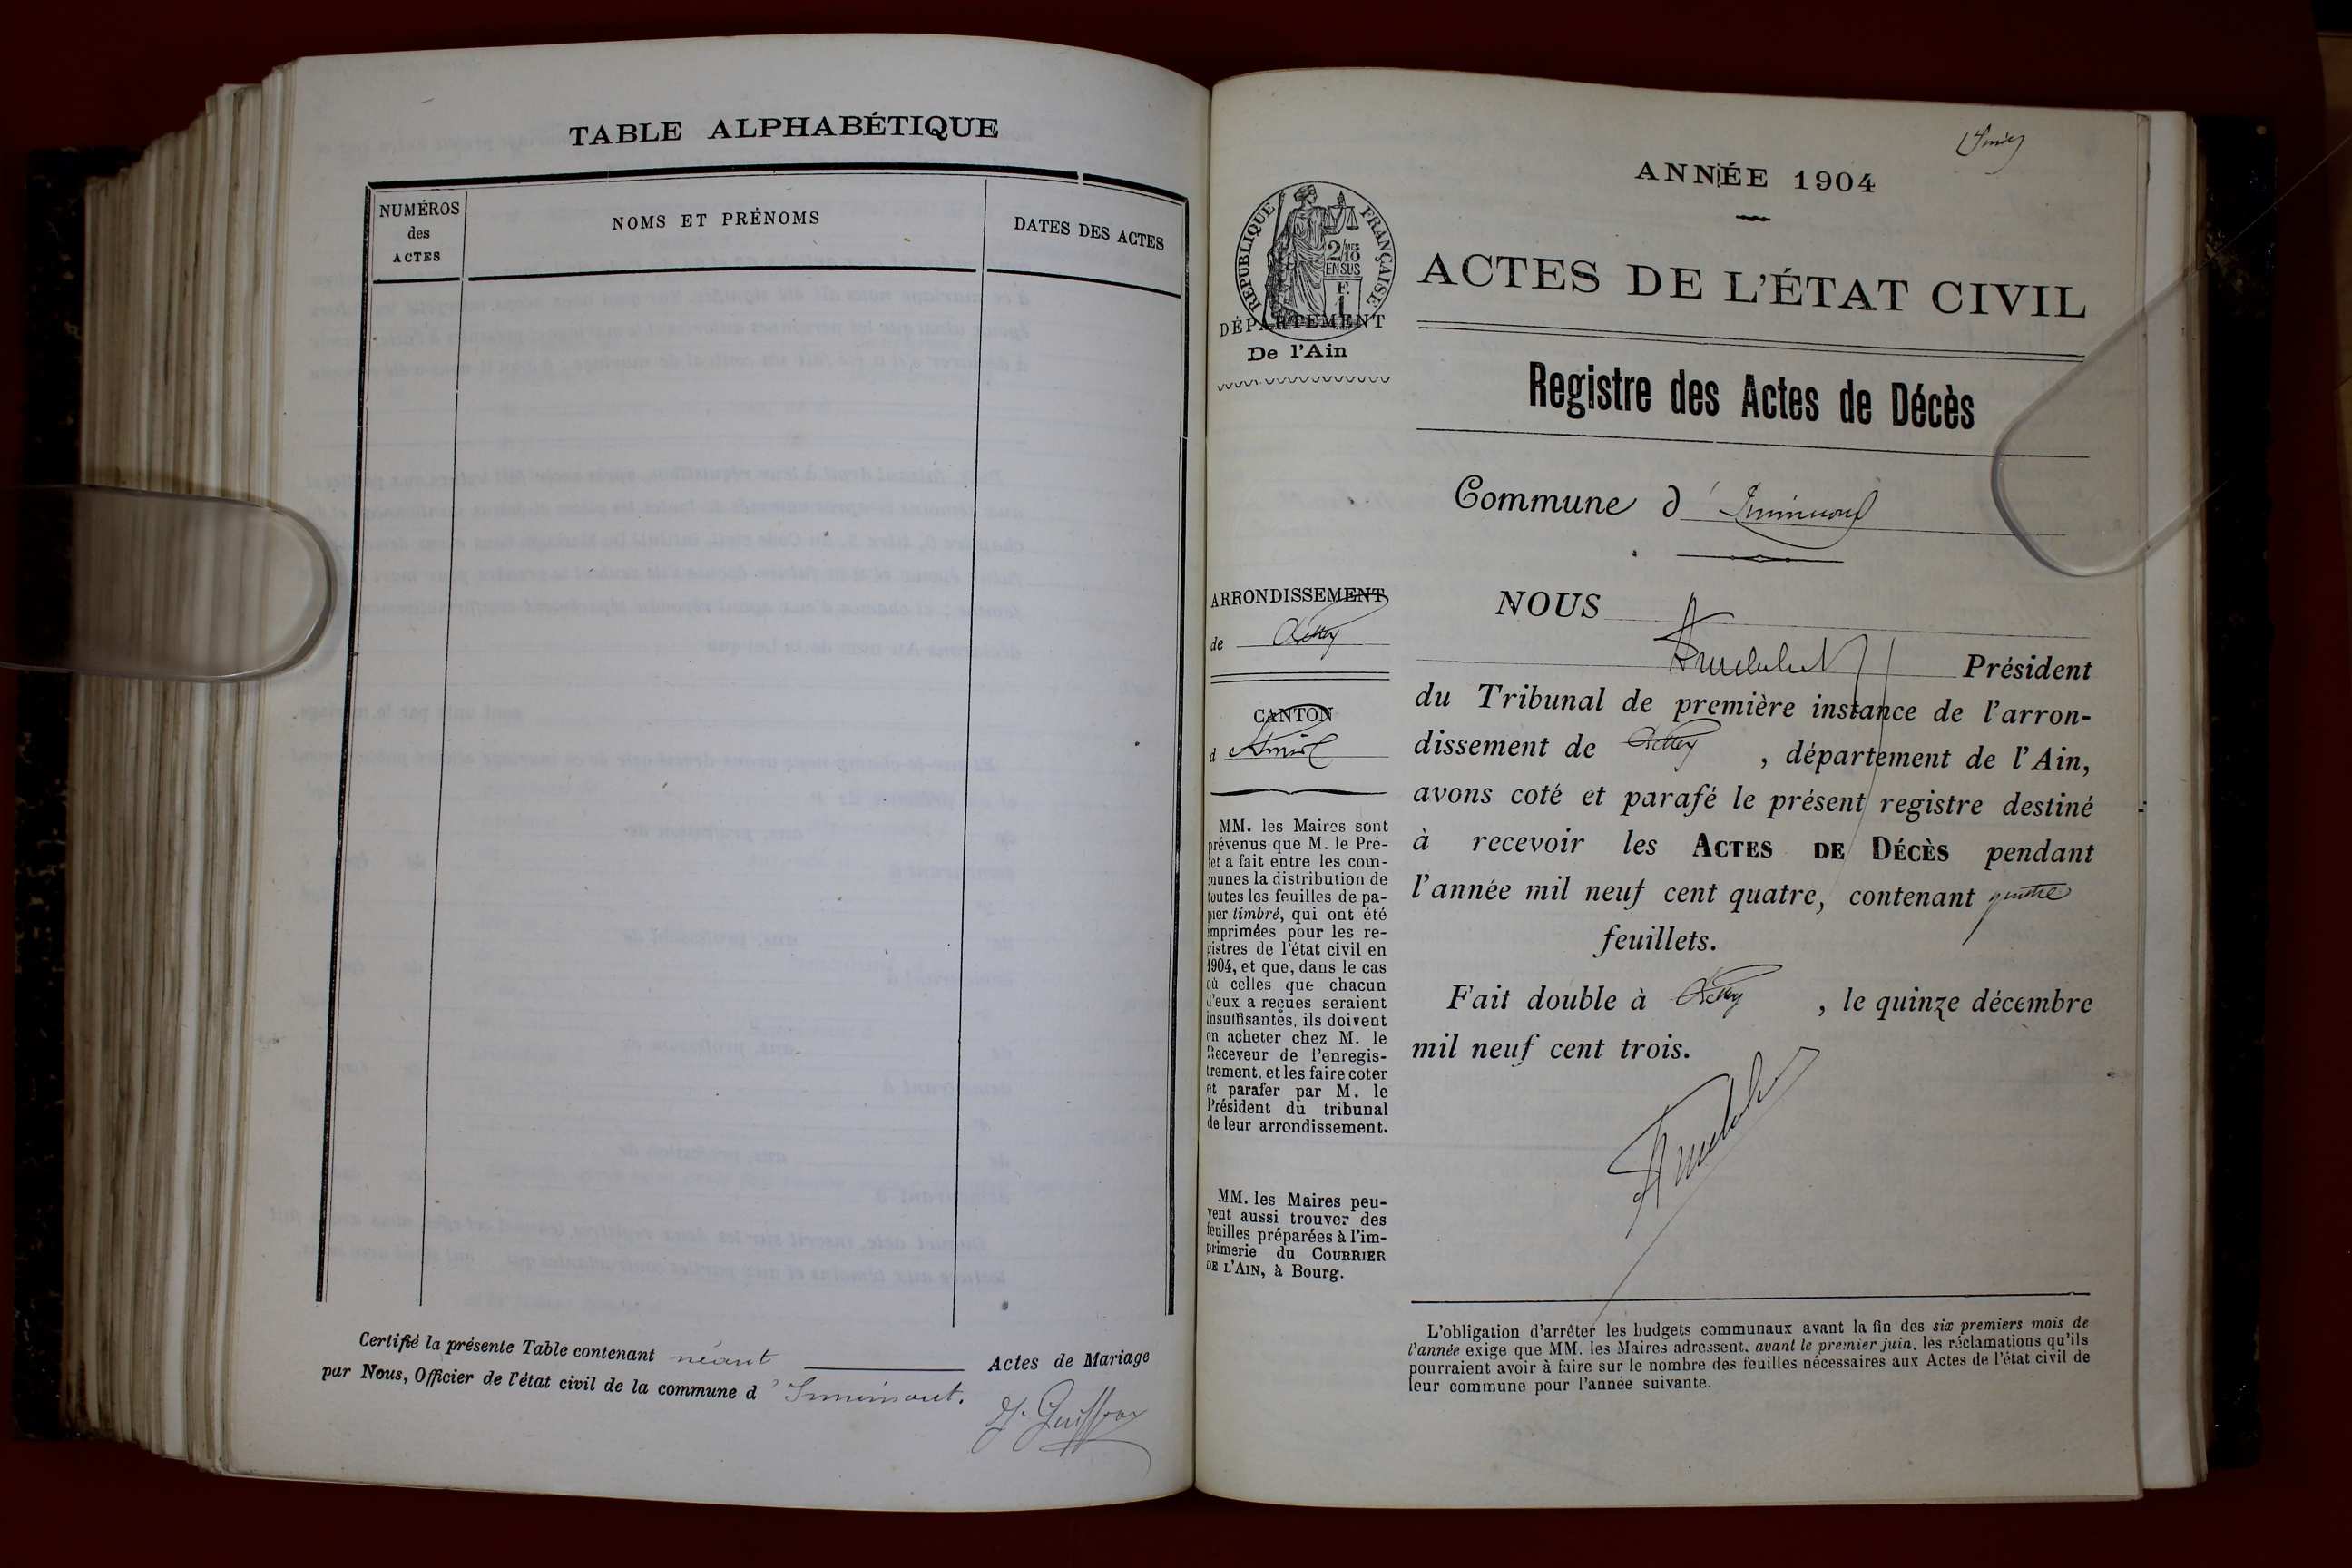 TABLE ALPHABÉTIQUE
NUMÉROS
des
ACTES
NOMS ET PRÉNOMS
DATES DES ACTES
Certifié la présente Table contenant néant Actes de Mariage
par Nous, Officier de l'état civil de la commune d'Innimont.
ANNÉE 1904
RÉPUBLIQUE FRANÇAISE
2/10
EN SUS
F.
1
DÉPARTEMENT
De l'Ain
ACTES DE L'ÉTAT CIVIL
Registre des Actes de Décès
Commune d'Innimont
ARRONDISSEMENT
de Belley
CANTON
d
MM. les Maires sont
prévenus que M. le Pré-
fet a fait entre les com-
munes la distribution de
toutes les feuilles de pa-
pier timbré, qui ont été
imprimées pour les re-
gistres de l'état civil en
1904, et que, dans le cas
où celles que chacun
d'eux a reçues seraient
insuffisantes, ils doivent
en acheter chez M. le
Receveur de l'enregis-
trement, et les faire coter
et parafer par M. le
Président du tribunal
de leur arrondissement.
MM. les Maires peu-
vent aussi trouver des
feuilles préparées à l'im-
primerie du COURRIER
DE L'AIN, à Bourg.
NOUS
Président
du Tribunal de première instance de l'arron-
dissement de Belley, département de l'Ain,
avons coté et parafé le présent registre destiné
à recevoir les ACTES DE DÉCÈS pendant
l'année mil neuf cent quatre, contenant quatre
feuillets.
Fait double à Belley, le quinze décembre
mil neuf cent trois.
L'obligation d'arrêter les budgets communaux avant la fin des six premiers mois de
l'année exige que MM. les Maires adressent, avant le premier juin, les réclamations qu'ils
pourraient avoir à faire sur le nombre des feuilles nécessaires aux Actes de l'état civil de
leur commune pour l'année suivante.